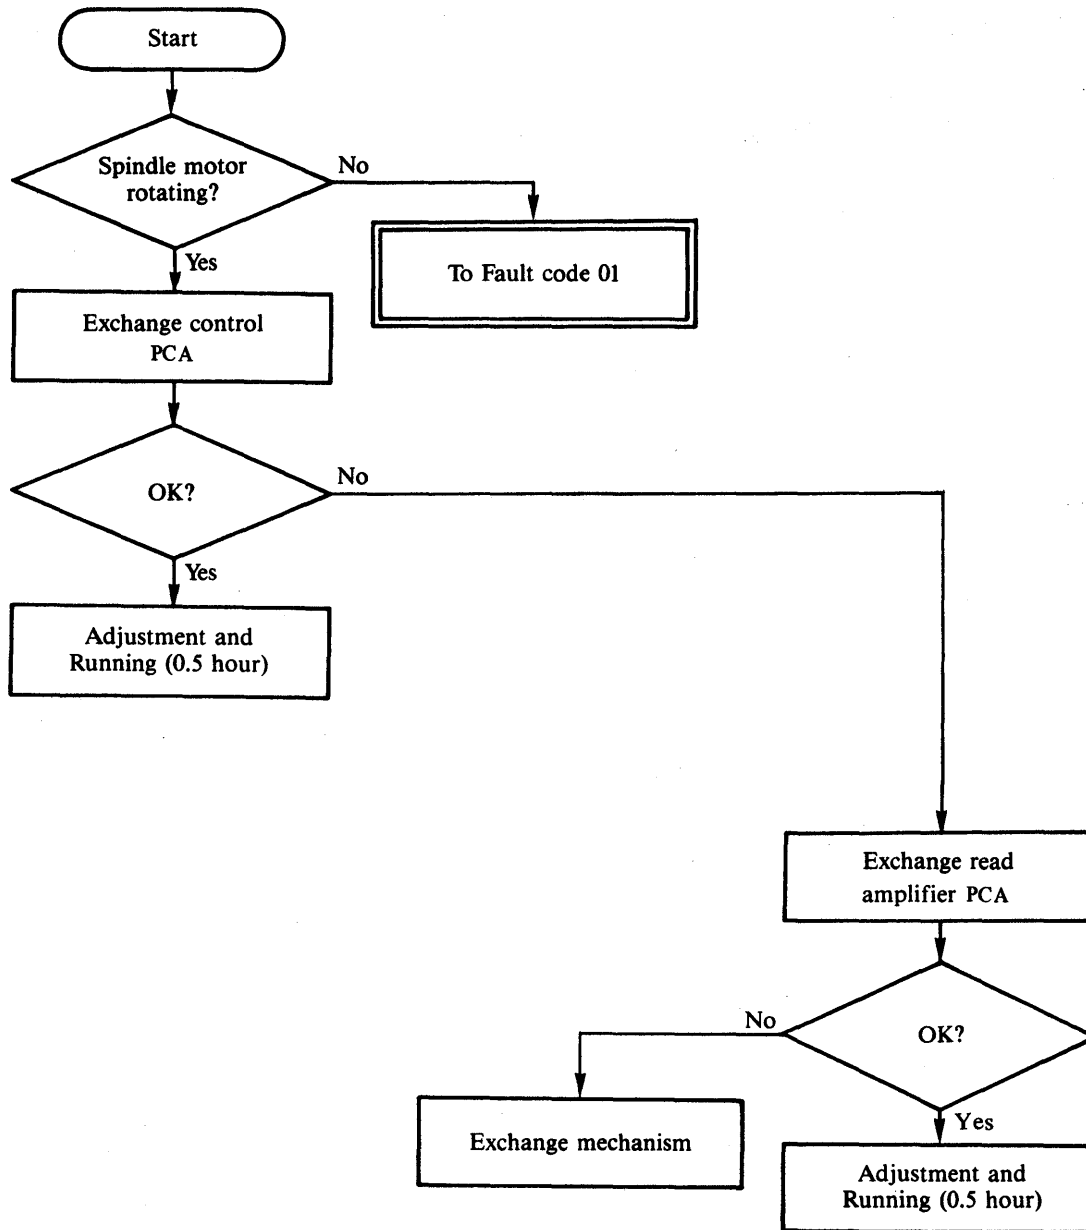 Start
Spindle motor
rotating?
No
Yes
To Fault code 01
Exchange control
PCA
OK?
No
Yes
Adjustment and
Running (0.5 hour)
Exchange read
amplifier PCA
OK?
No
Yes
Exchange mechanism
Adjustment and
Running (0.5 hour)